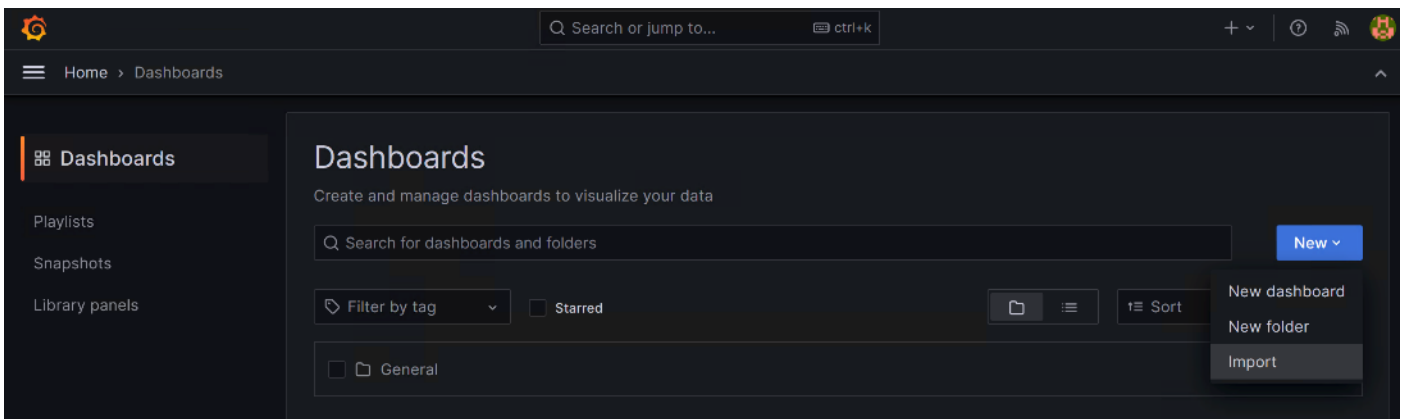 Search or jump to... ctrl+k
Home › Dashboards
Dashboards
Playlists
Snapshots
Library panels
Dashboards
Create and manage dashboards to visualize your data
Search for dashboards and folders
New
Filter by tag
Starred
Sort
New dashboard
New folder
Import
General